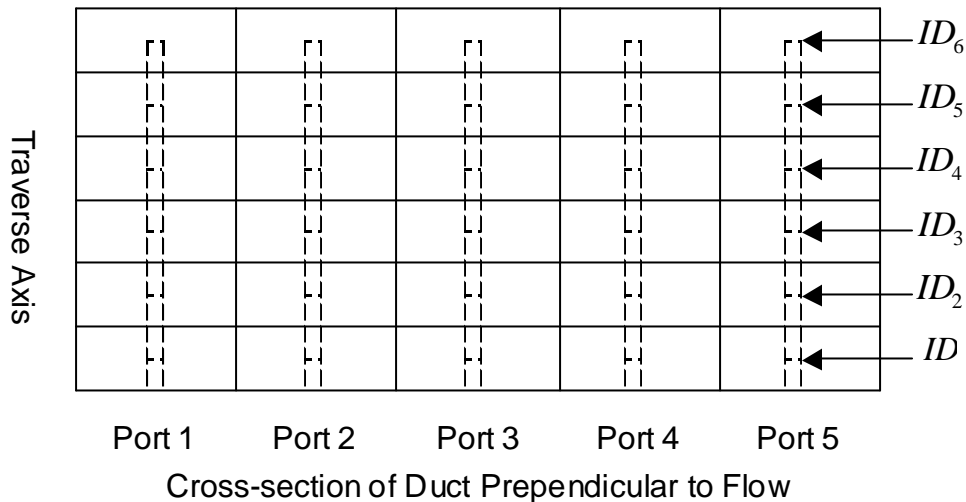 ID₆
ID₅
ID₄
ID₃
ID₂
ID
Traverse Axis
Port 1 Port 2 Port 3 Port 4 Port 5
Cross-section of Duct Prependicular to Flow